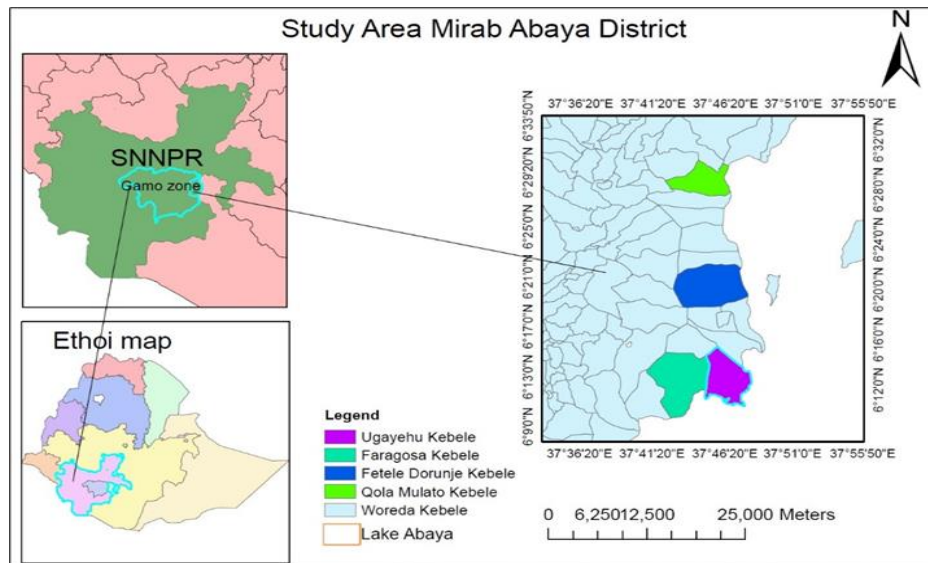 Study Area Mirab Abaya District
N
SNNPR
Gamo zone
Ethoi map
37°36'20"E 37°41'20"E 37°46'20"E 37°51'0"E 37°55'50"E
6°33'5"N
6°29'20"N
6°25'0"N
6°21'0"N
6°17'0"N
6°13'0"N
6°9'0"N
6°32'0"N
6°28'0"N
6°24'0"N
6°20'0"N
6°16'0"N
6°12'0"N
37°36'20"E 37°41'20"E 37°46'20"E 37°51'0"E 37°55'50"E
Legend
Ugayehu Kebele
Faragosa Kebele
Fetele Dorunje Kebele
Qola Mulato Kebele
Woreda Kebele
Lake Abaya
0 6,25012,500 25,000 Meters